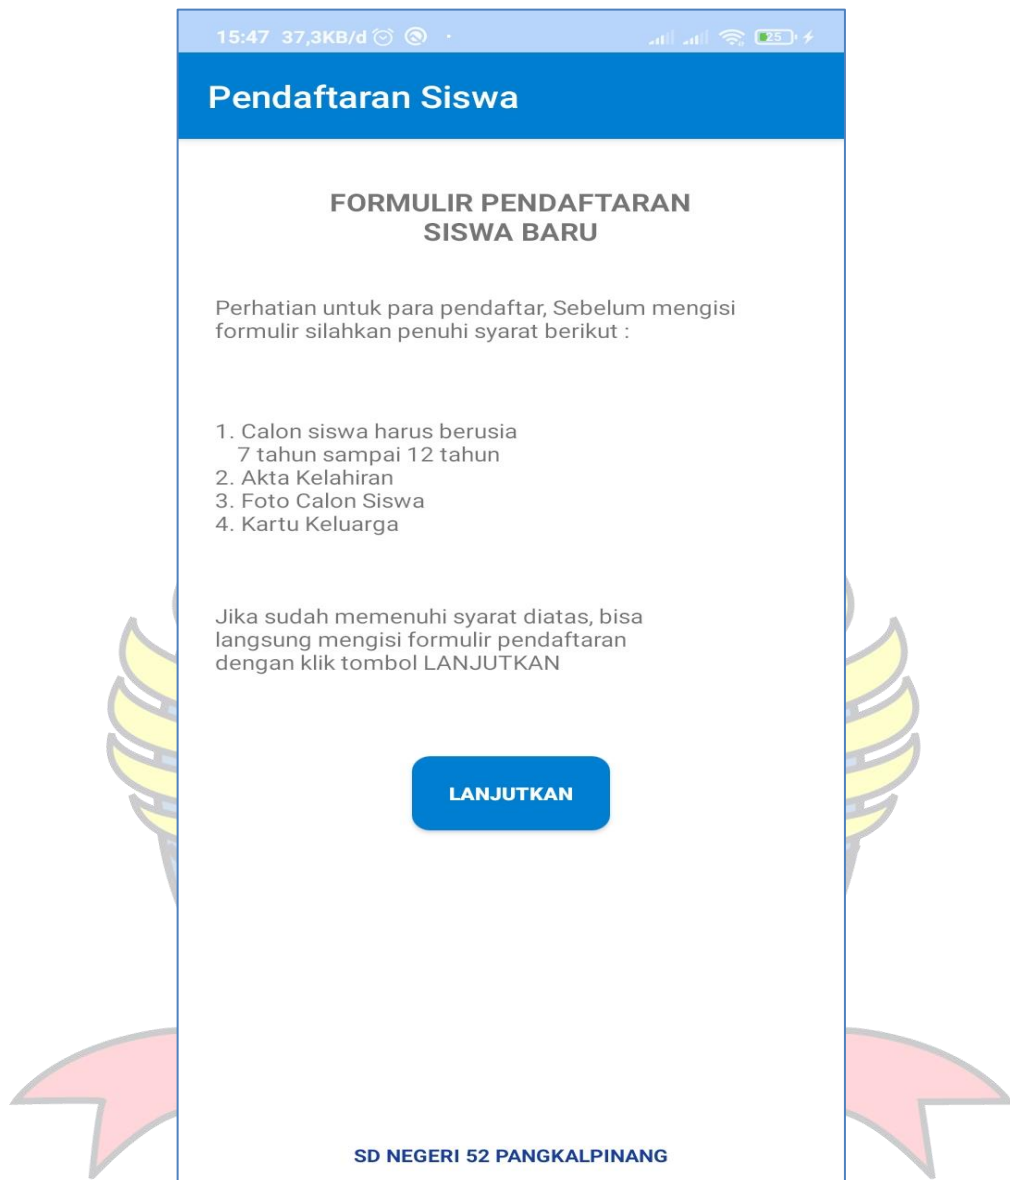 15:47 37,3KB/d
25
Pendaftaran Siswa
FORMULIR PENDAFTARAN
SISWA BARU
Perhatian untuk para pendaftar, Sebelum mengisi
formulir silahkan penuhi syarat berikut :
1. Calon siswa harus berusia
7 tahun sampai 12 tahun
2. Akta Kelahiran
3. Foto Calon Siswa
4. Kartu Keluarga
Jika sudah memenuhi syarat diatas, bisa
langsung mengisi formulir pendaftaran
dengan klik tombol LANJUTKAN
LANJUTKAN
SD NEGERI 52 PANGKALPINANG